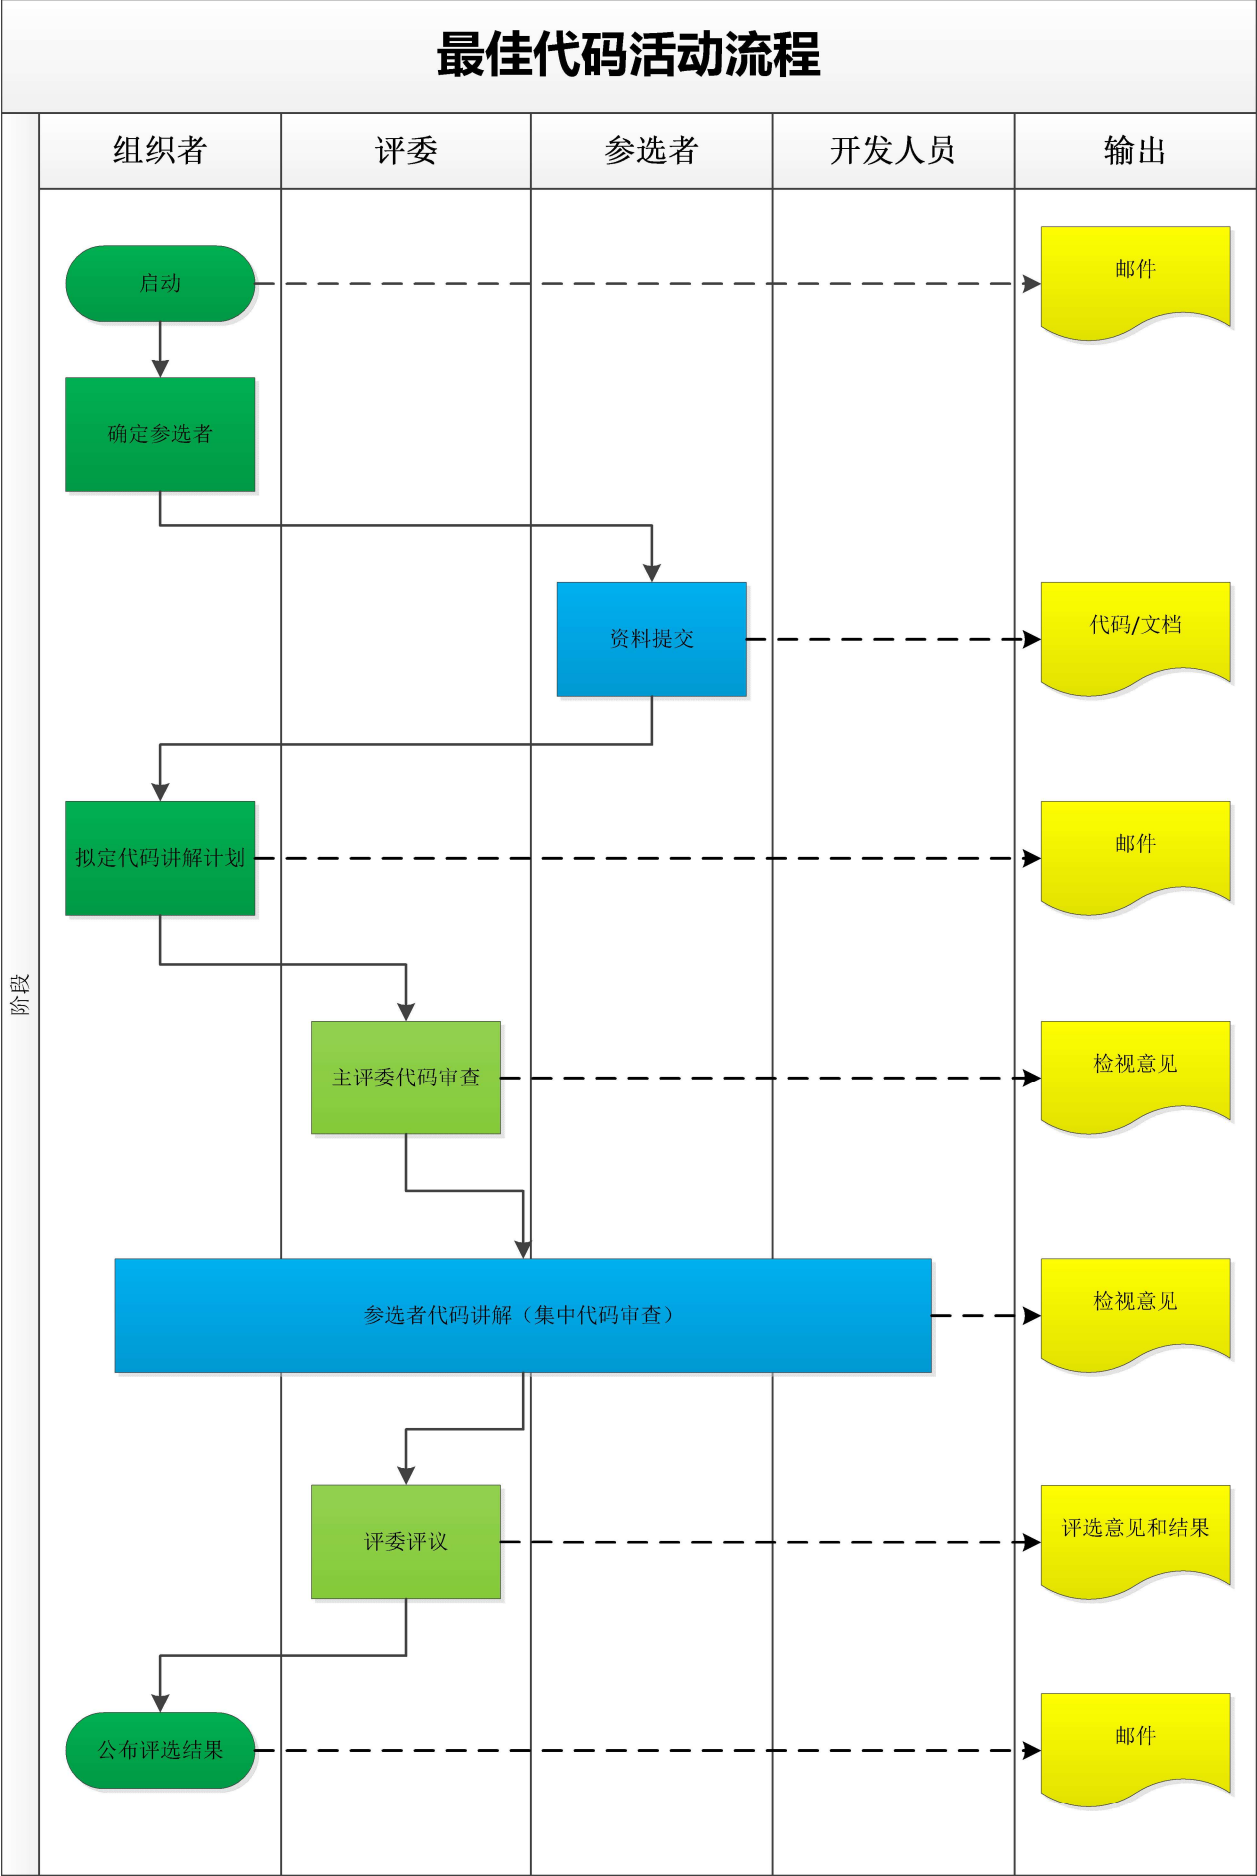 最佳代码活动流程
组织者
评委
参选者
开发人员
输出
阶段
启动
邮件
确定参选者
资料提交
代码/文档
拟定代码讲解计划
邮件
主评委代码审查
检视意见
参选者代码讲解（集中代码审查）
检视意见
评委评议
评选意见和结果
公布评选结果
邮件